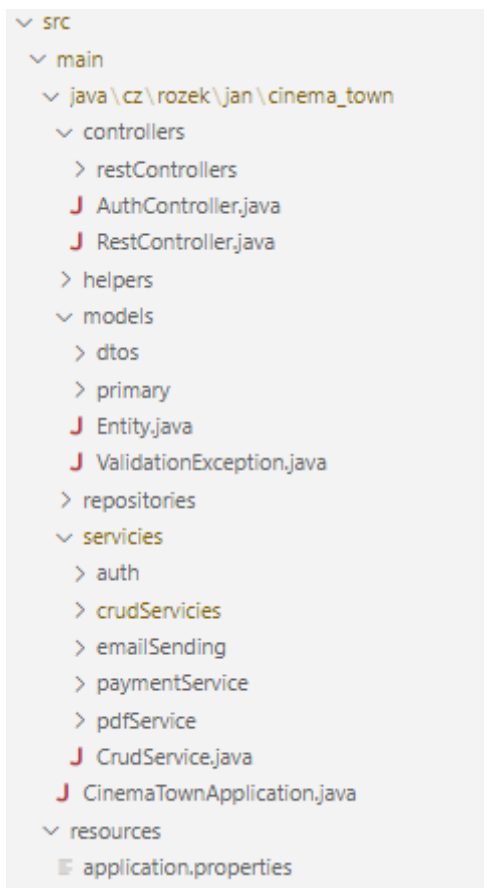 src
main
java\cz\rozek\jan\cinema_town
controllers
restControllers
J AuthController.java
J RestController.java
helpers
models
dtos
primary
J Entity.java
J ValidationException.java
repositories
servicies
auth
crudServicies
emailSending
paymentService
pdfService
J CrudService.java
J CinemaTownApplication.java
resources
application.properties